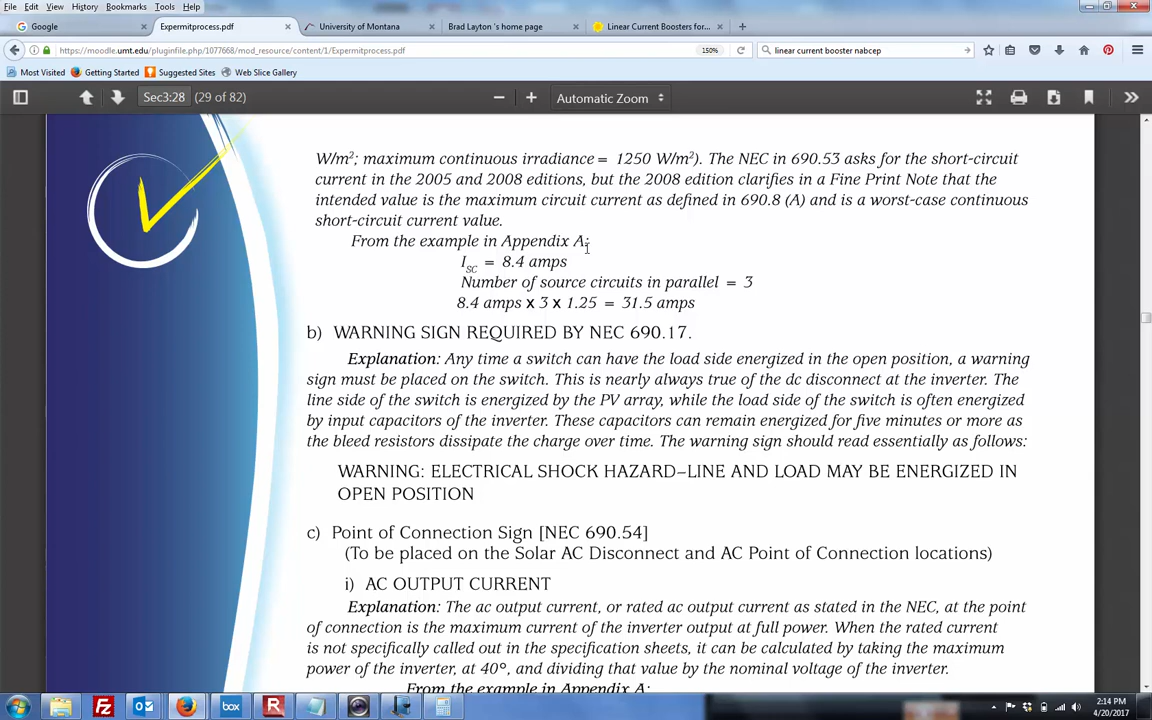 File Edit View History Bookmarks Tools Help
Google
Expermitprocess.pdf
University of Montana
Brad Layton 's home page
Linear Current Boosters for...
https://moodle.umt.edu/pluginfile.php/1077668/mod_resource/content/1/Expermitprocess.pdf
150%
linear current booster nabcep
Most Visited
Getting Started
Suggested Sites
Web Slice Gallery
Sec3:28
(29 of 82)
Automatic Zoom
W/m²; maximum continuous irradiance = 1250 W/m²). The NEC in 690.53 asks for the short-circuit
current in the 2005 and 2008 editions, but the 2008 edition clarifies in a Fine Print Note that the
intended value is the maximum circuit current as defined in 690.8 (A) and is a worst-case continuous
short-circuit current value.
From the example in Appendix A:
ISC = 8.4 amps
Number of source circuits in parallel = 3
8.4 amps x 3 x 1.25 = 31.5 amps
b) WARNING SIGN REQUIRED BY NEC 690.17.
Explanation: Any time a switch can have the load side energized in the open position, a warning
sign must be placed on the switch. This is nearly always true of the dc disconnect at the inverter. The
line side of the switch is energized by the PV array, while the load side of the switch is often energized
by input capacitors of the inverter. These capacitors can remain energized for five minutes or more as
the bleed resistors dissipate the charge over time. The warning sign should read essentially as follows:
WARNING: ELECTRICAL SHOCK HAZARD–LINE AND LOAD MAY BE ENERGIZED IN
OPEN POSITION
c) Point of Connection Sign [NEC 690.54]
(To be placed on the Solar AC Disconnect and AC Point of Connection locations)
i) AC OUTPUT CURRENT
Explanation: The ac output current, or rated ac output current as stated in the NEC, at the point
of connection is the maximum current of the inverter output at full power. When the rated current
is not specifically called out in the specification sheets, it can be calculated by taking the maximum
power of the inverter, at 40º, and dividing that value by the nominal voltage of the inverter.
From the example in Appendix A:
box
2:14 PM
4/20/2017